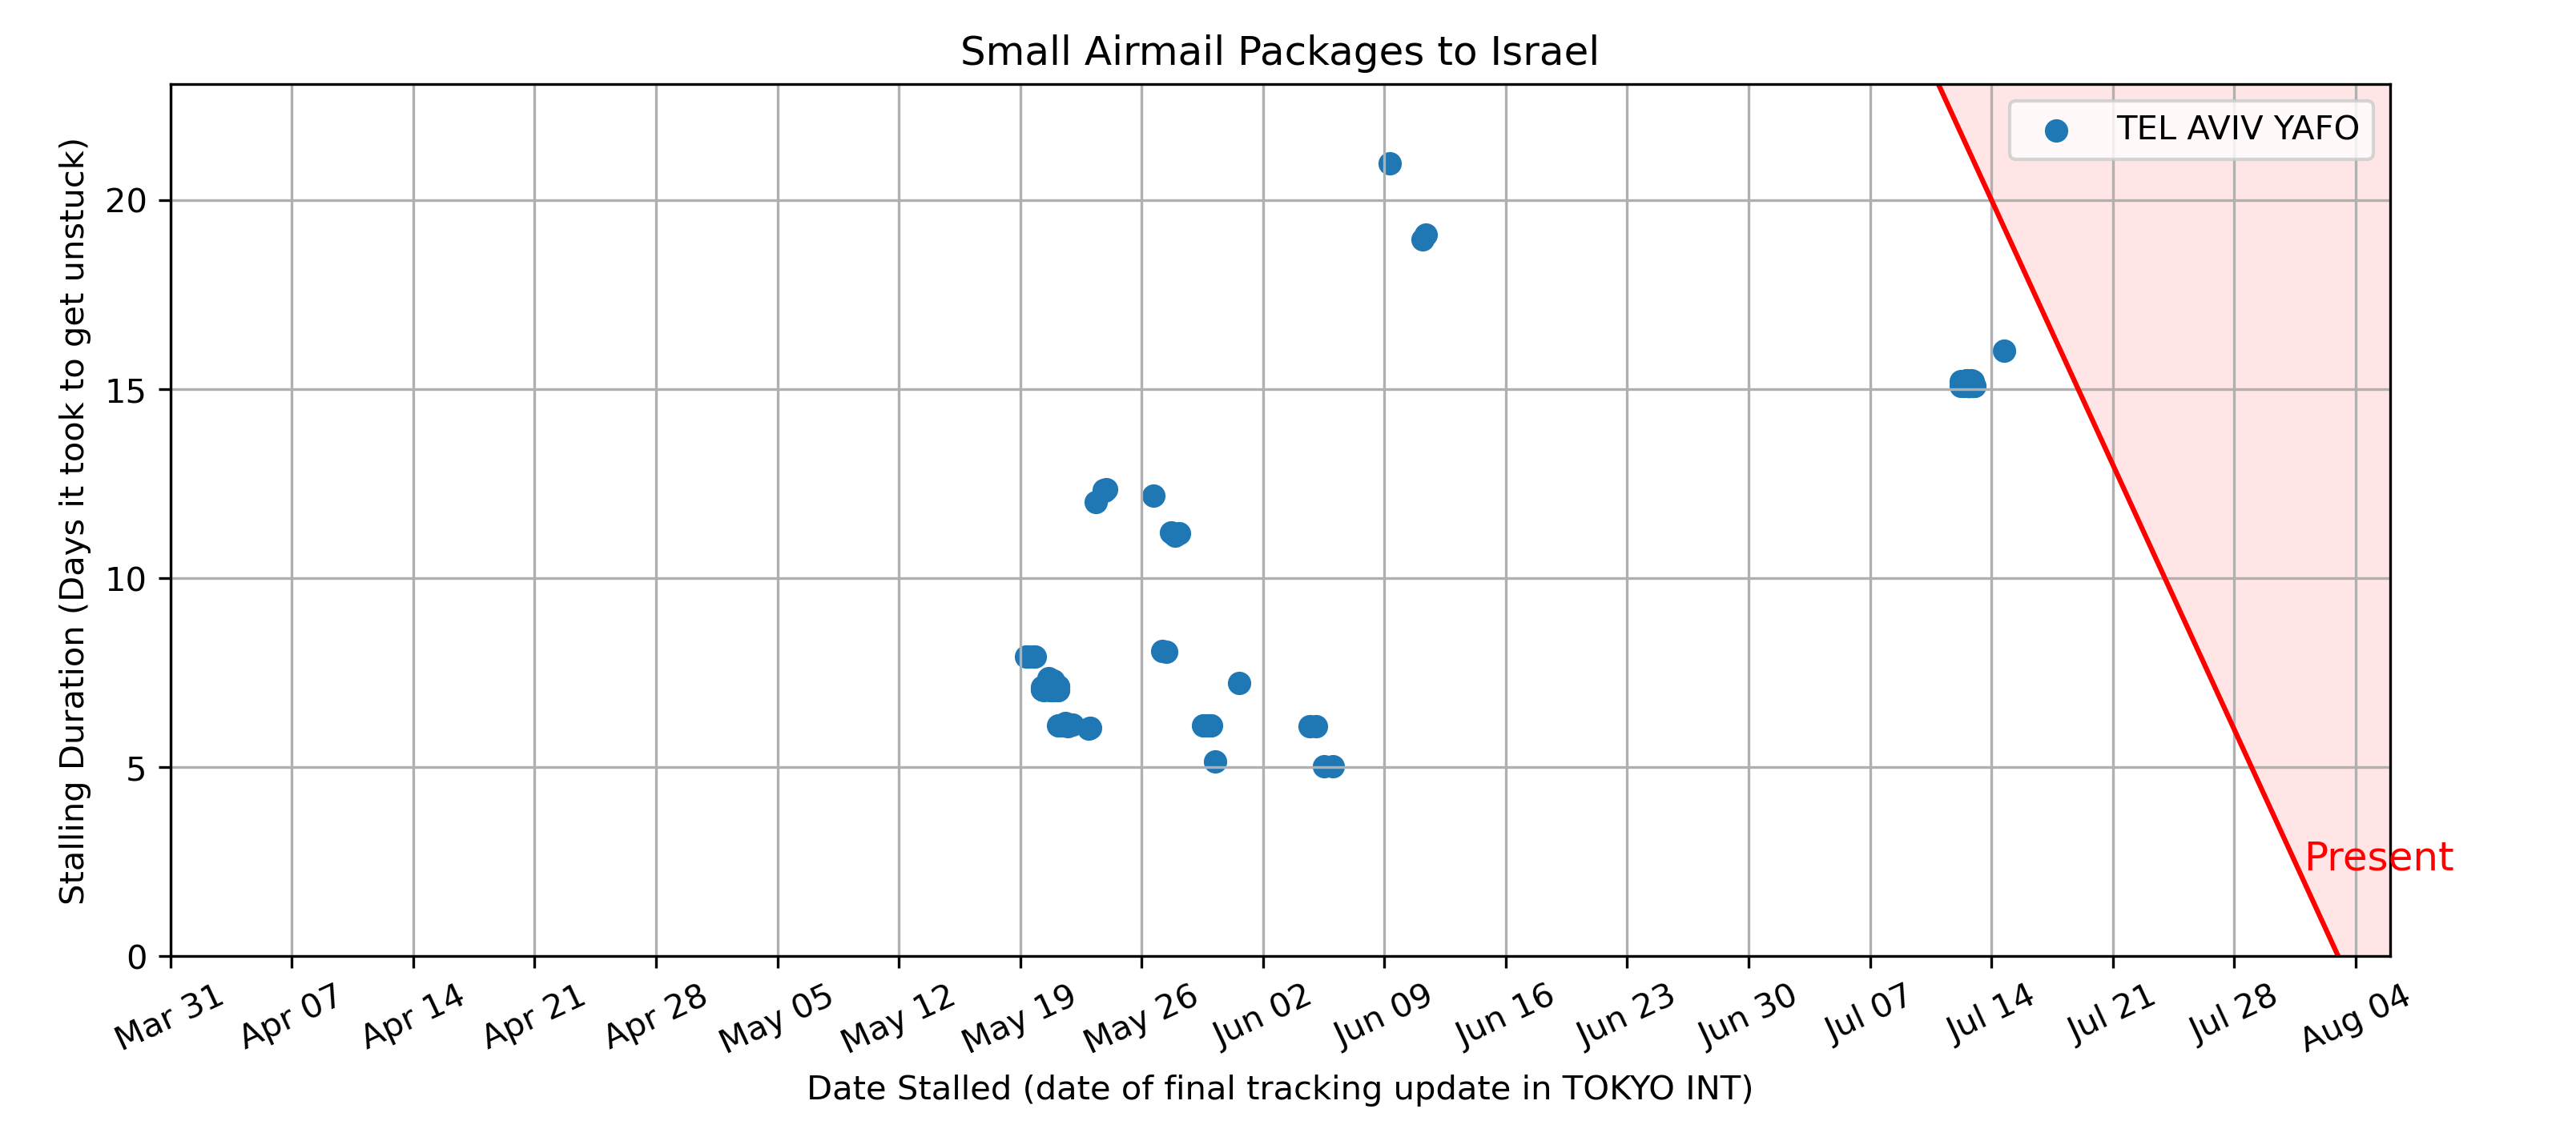 Small Airmail Packages to Israel
TEL AVIV YAFO
Stalling Duration (Days it took to get unstuck)
20
15
10
5
0
Present
Mar 31
Apr 07
Apr 14
Apr 21
Apr 28
May 05
May 12
May 19
May 26
Jun 02
Jun 09
Jun 16
Jun 23
Jun 30
Jul 07
Jul 14
Jul 21
Jul 28
Aug 04
Date Stalled (date of final tracking update in TOKYO INT)